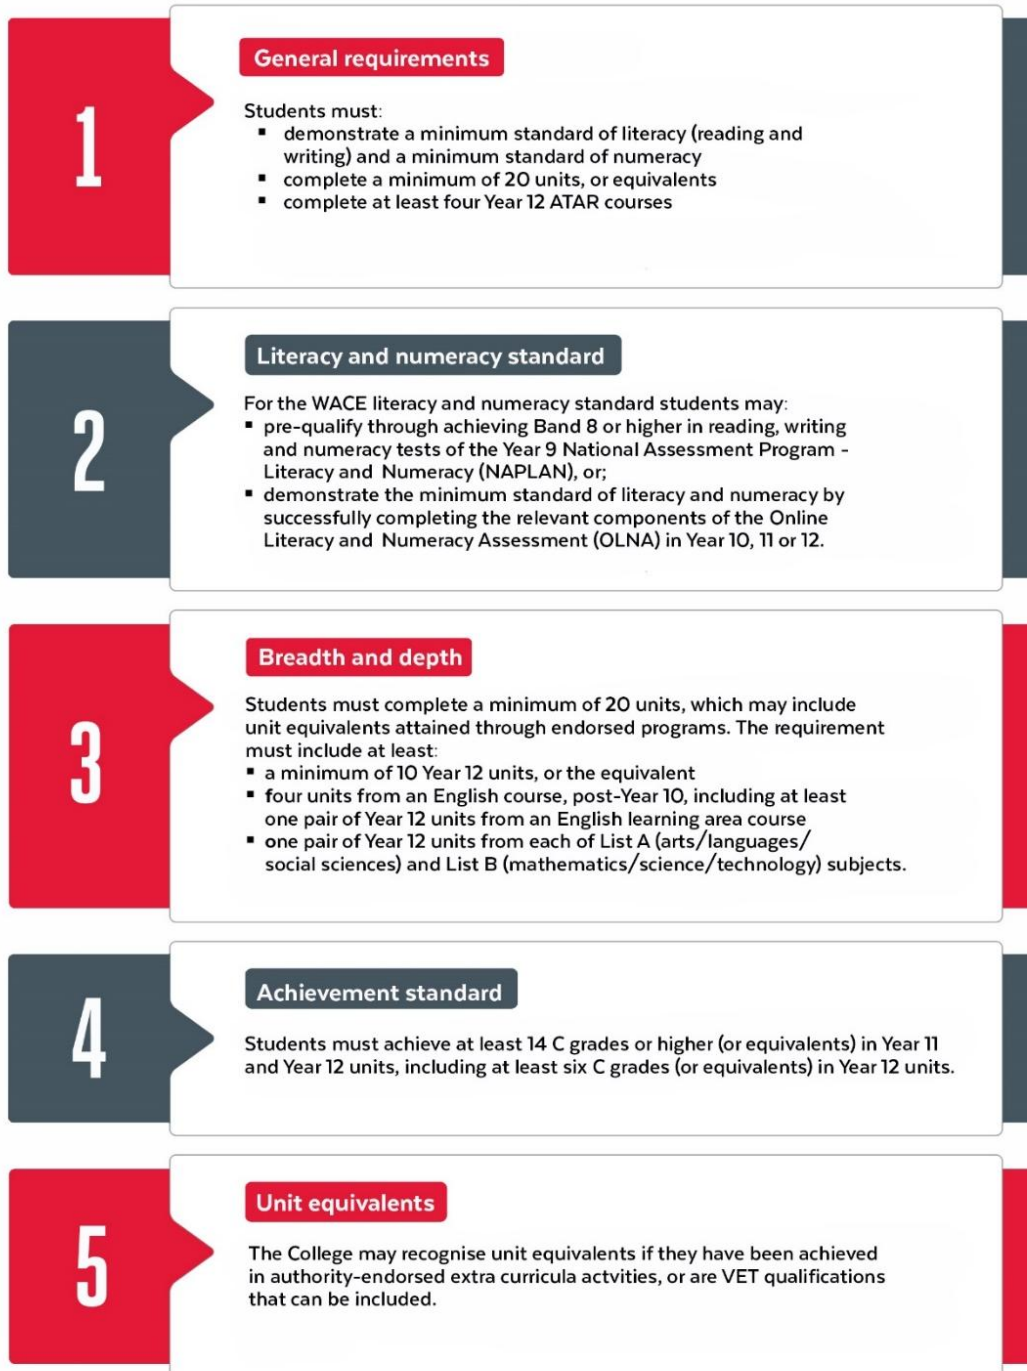 1
General requirements
Students must:
▪ demonstrate a minimum standard of literacy (reading and
writing) and a minimum standard of numeracy
▪ complete a minimum of 20 units, or equivalents
▪ complete at least four Year 12 ATAR courses
2
Literacy and numeracy standard
For the WACE literacy and numeracy standard students may:
▪ pre-qualify through achieving Band 8 or higher in reading, writing
and numeracy tests of the Year 9 National Assessment Program -
Literacy and Numeracy (NAPLAN), or;
▪ demonstrate the minimum standard of literacy and numeracy by
successfully completing the relevant components of the Online
Literacy and Numeracy Assessment (OLNA) in Year 10, 11 or 12.
3
Breadth and depth
Students must complete a minimum of 20 units, which may include
unit equivalents attained through endorsed programs. The requirement
must include at least:
▪ a minimum of 10 Year 12 units, or the equivalent
▪ four units from an English course, post-Year 10, including at least
one pair of Year 12 units from an English learning area course
▪ one pair of Year 12 units from each of List A (arts/languages/
social sciences) and List B (mathematics/science/technology) subjects.
4
Achievement standard
Students must achieve at least 14 C grades or higher (or equivalents) in Year 11
and Year 12 units, including at least six C grades (or equivalents) in Year 12 units.
5
Unit equivalents
The College may recognise unit equivalents if they have been achieved
in authority-endorsed extra curricula actvities, or are VET qualifications
that can be included.